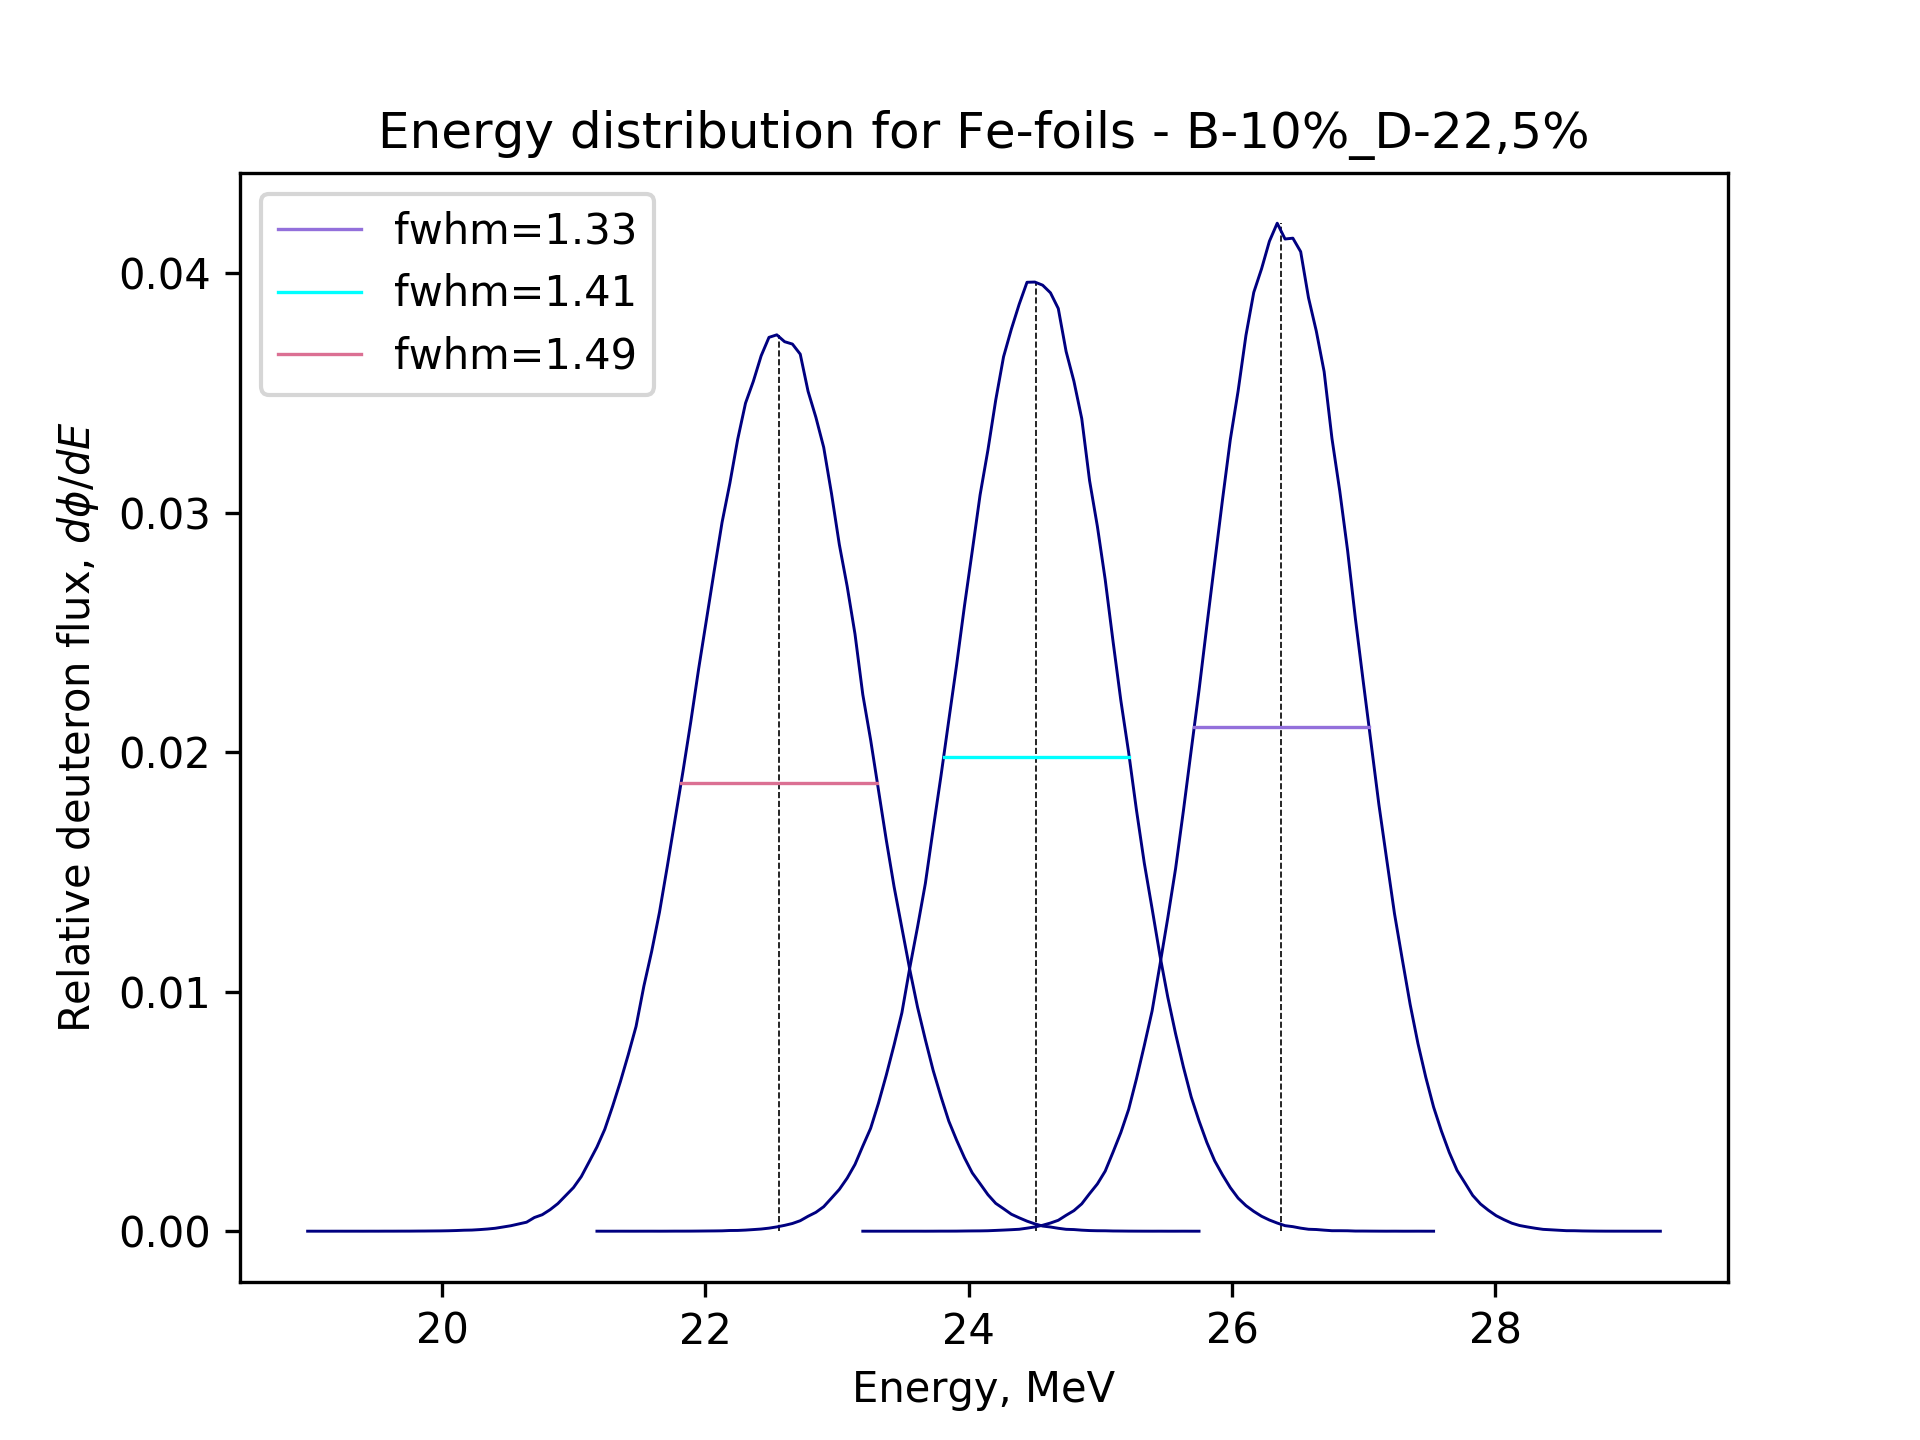 Energy distribution for Fe-foils - B-10%_D-22,5%
fwhm=1.33
fwhm=1.41
fwhm=1.49
0.04
0.03
0.02
0.01
0.00
Relative deuteron flux, dϕ/dE
20 22 24 26 28
Energy, MeV